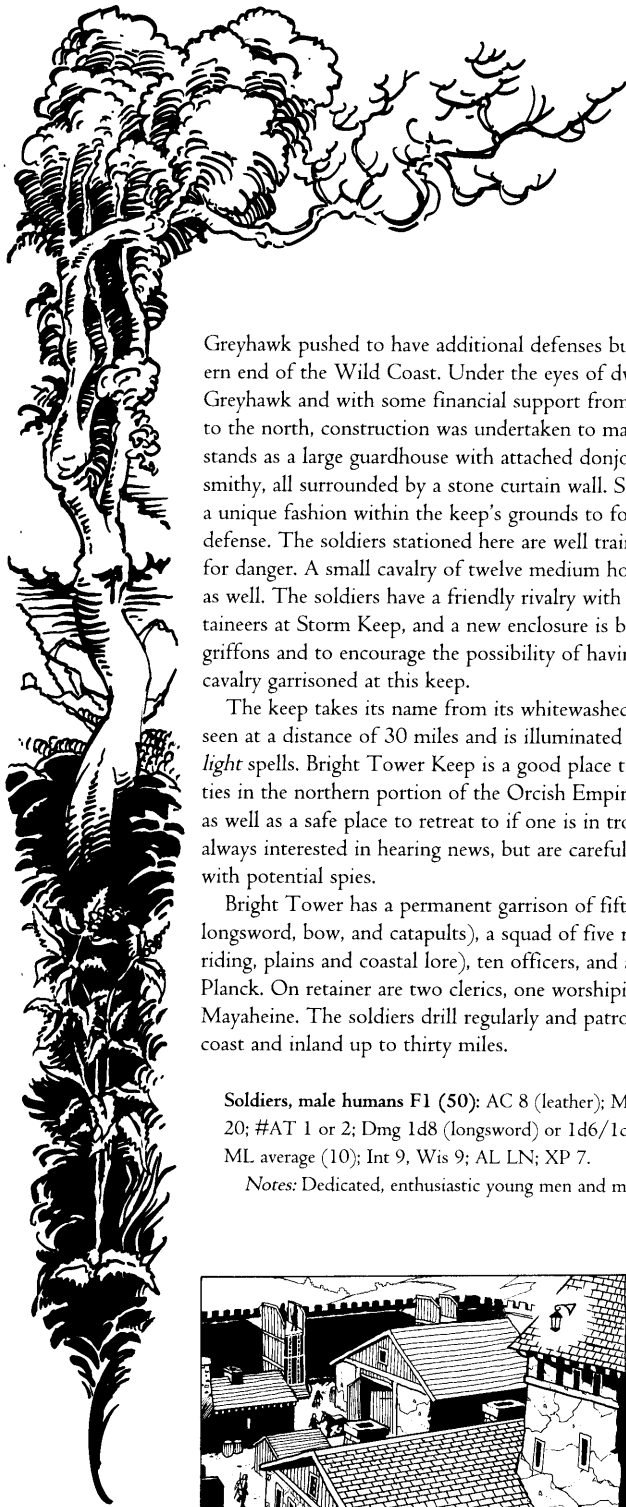 Greyhawk pushed to have additional defenses bu
ern end of the Wild Coast. Under the eyes of dv
Greyhawk and with some financial support from
to the north, construction was undertaken to ma
stands as a large guardhouse with attached donjo
smithy, all surrounded by a stone curtain wall. S
a unique fashion within the keep's grounds to fo
defense. The soldiers stationed here are well train
for danger. A small cavalry of twelve medium ho
as well. The soldiers have a friendly rivalry with
taineers at Storm Keep, and a new enclosure is b
griffons and to encourage the possibility of havin
cavalry garrisoned at this keep.
The keep takes its name from its whitewashed
seen at a distance of 30 miles and is illuminated
light spells. Bright Tower Keep is a good place t
ties in the northern portion of the Orcish Empir
as well as a safe place to retreat to if one is in tro
always interested in hearing news, but are careful
with potential spies.
Bright Tower has a permanent garrison of fift
longsword, bow, and catapults), a squad of five r
riding, plains and coastal lore), ten officers, and a
Planck. On retainer are two clerics, one worshipi
Mayaheine. The soldiers drill regularly and patro
coast and inland up to thirty miles.
Soldiers, male humans F1 (50): AC 8 (leather); M
20; #AT 1 or 2; Dmg 1d8 (longsword) or 1d6/1c
ML average (10); Int 9, Wis 9; AL LN; XP 7.
Notes: Dedicated, enthusiastic young men and m